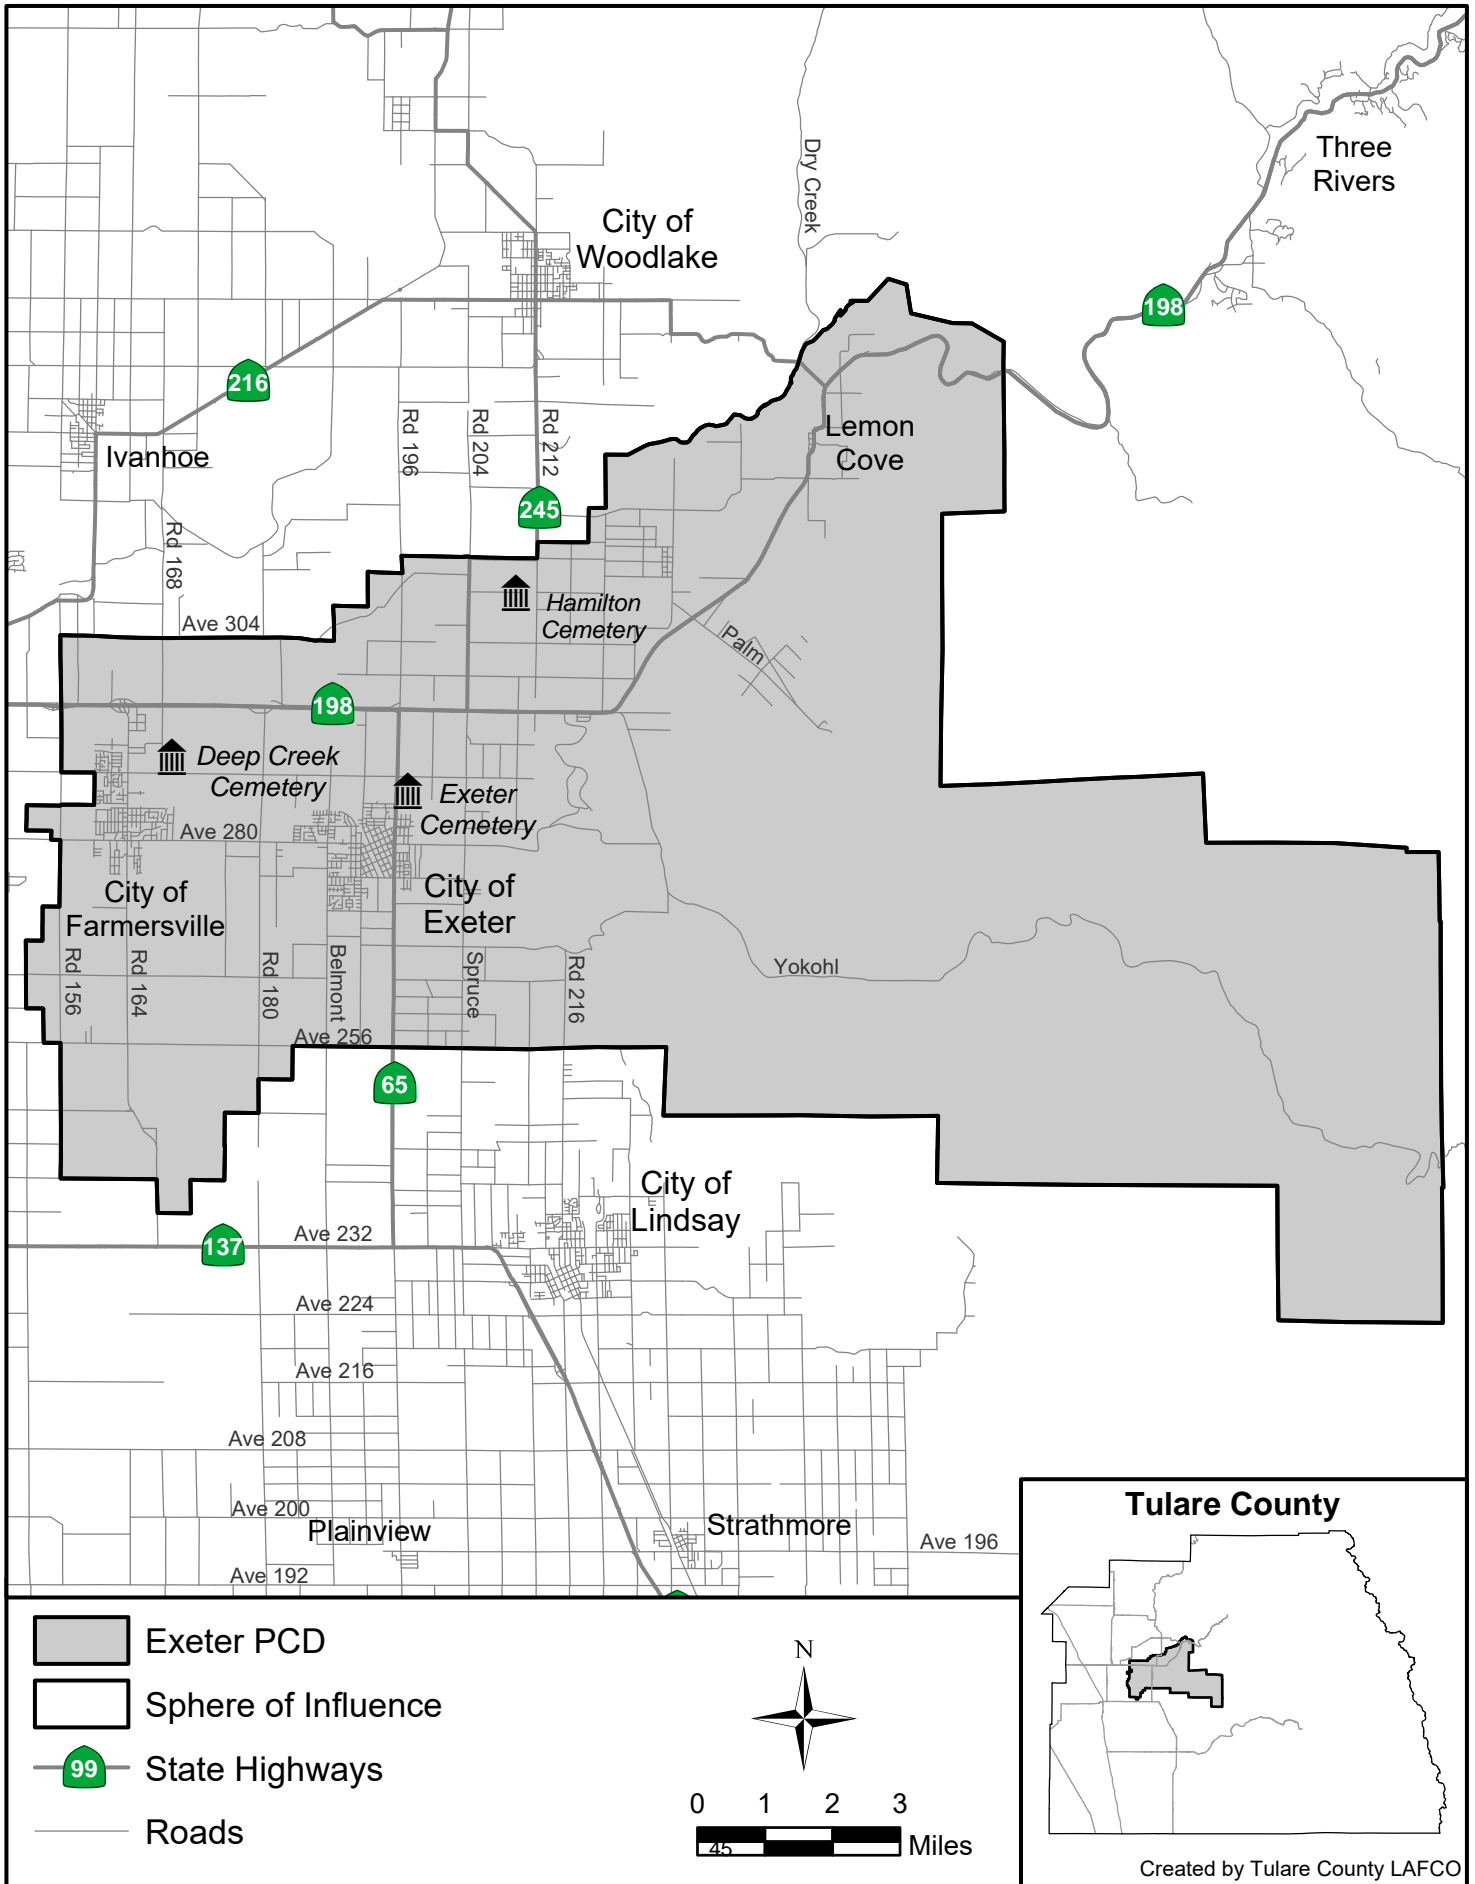 Three
Rivers
Dry Creek
City of
Woodlake
198
216
Ivanhoe
Rd 196
Rd 204
Rd 212
Lemon
Cove
245
Rd 168
Ave 304
Hamilton
Cemetery
Palm
198
Deep Creek
Cemetery
Exeter
Cemetery
Ave 280
City of
Farmersville
City of
Exeter
Rd 156
Rd 164
Rd 180
Belmont
Spruce
Rd 216
Yokohl
Ave 256
65
City of
Lindsay
137
Ave 232
Ave 224
Ave 216
Ave 208
Ave 200
Plainview
Strathmore
Ave 196
Ave 192
Exeter PCD
Sphere of Influence
99
State Highways
Roads
N
0 1 2 3
45
Miles
Tulare County
Created by Tulare County LAFCO